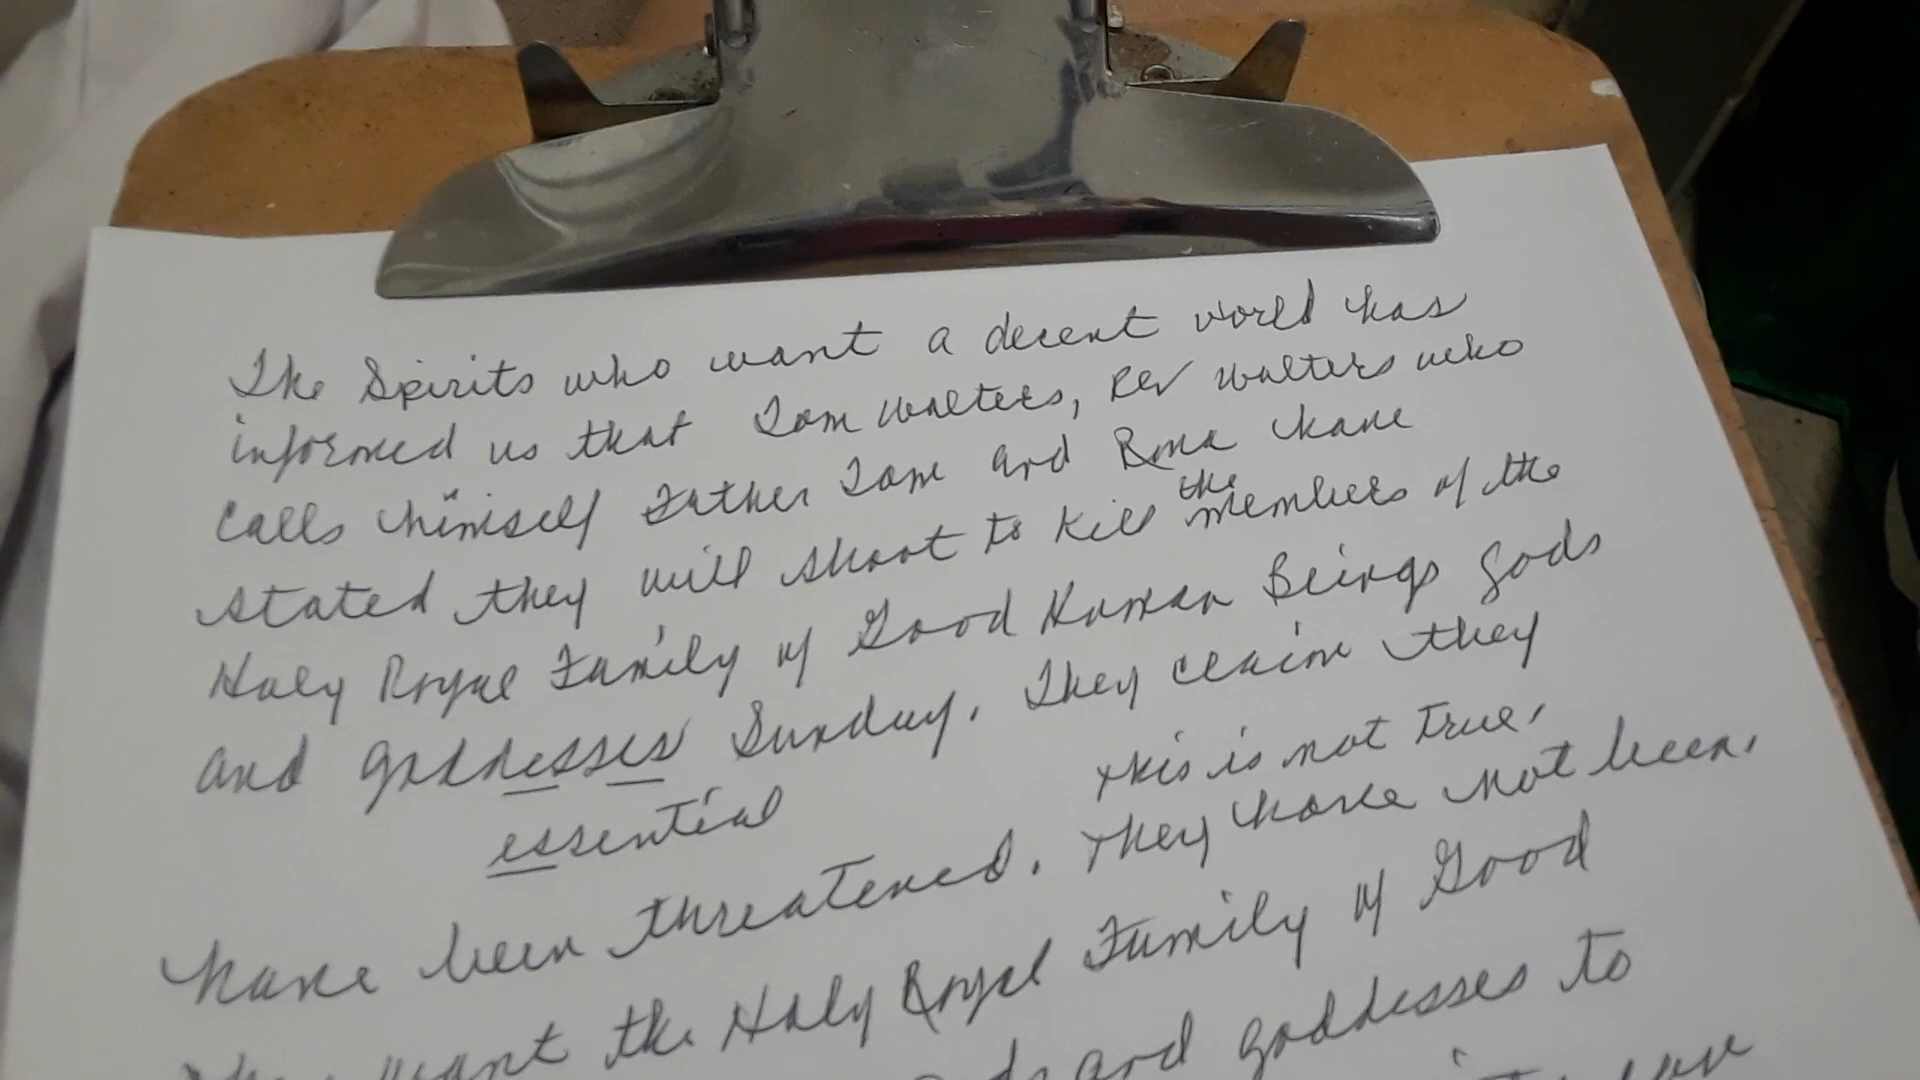 The Spirits who want a decent world has
informed us that Tom Walters, Rev Walters who
calls himself Father Tom and Rona have
the
stated they will shoot to kill members of the
Holy Royal Family of Good Human Beings gods
and goddesses Sunday. They claim they
essential
This is not true.
have been threatened. They have not been.
want the Holy Royal Family of Good
and goddesses to